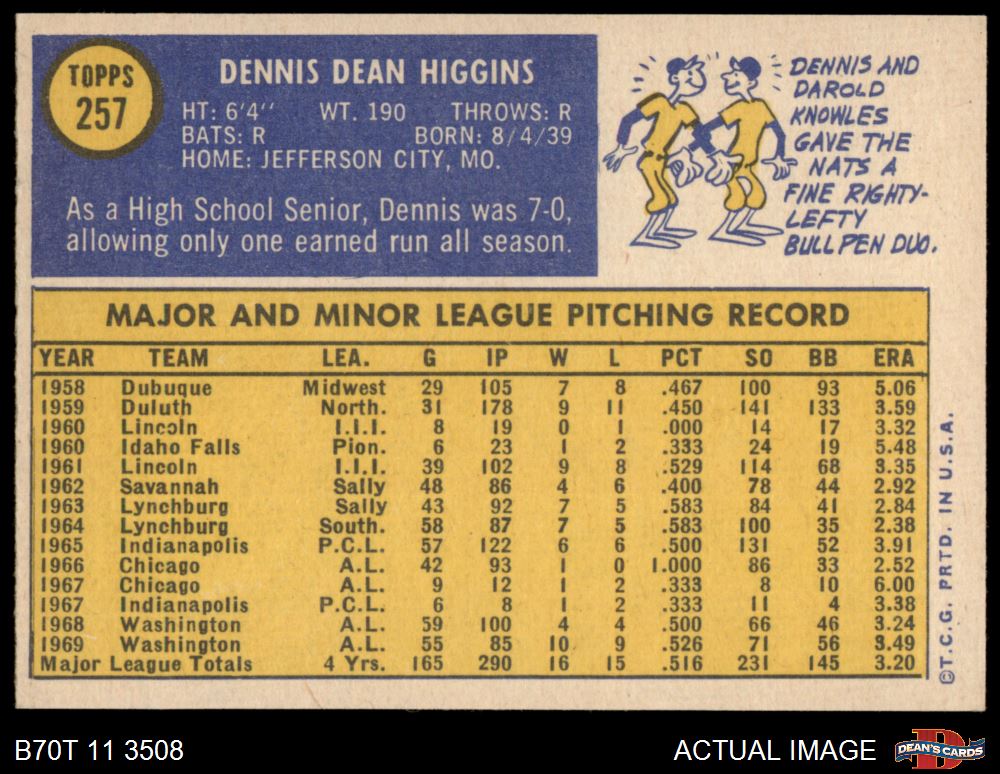 TOPPS
257
DENNIS DEAN HIGGINS
HT: 6'4'' WT. 190 THROWS: R
BATS: R BORN: 8/4/39
HOME: JEFFERSON CITY, MO.
As a High School Senior, Dennis was 7-0,
allowing only one earned run all season.
DENNIS AND
DAROLD
KNOWLES
GAVE THE
NATS A
FINE RIGHTY-
LEFTY
BULLPEN DUO.
MAJOR AND MINOR LEAGUE PITCHING RECORD
YEAR TEAM LEA. G IP W L PCT SO BB ERA
1958 Dubuque Midwest 29 105 7 8 .467 100 93 5.06
1959 Duluth North. 31 178 9 11 .450 141 133 3.59
1960 Lincoln I.I.I. 8 19 0 1 .000 14 17 3.32
1960 Idaho Falls Pion. 6 23 1 2 .333 24 19 5.48
1961 Lincoln I.I.I. 39 102 9 8 .529 114 68 3.35
1962 Savannah Sally 48 86 4 6 .400 78 44 2.92
1963 Lynchburg Sally 43 92 7 5 .583 84 41 2.84
1964 Lynchburg South. 58 87 7 5 .583 100 35 2.38
1965 Indianapolis P.C.L. 57 122 6 6 .500 131 52 3.91
1966 Chicago A.L. 42 93 1 0 1.000 86 33 2.52
1967 Chicago A.L. 9 12 1 2 .333 8 10 6.00
1967 Indianapolis P.C.L. 6 8 1 2 .333 11 4 3.38
1968 Washington A.L. 59 100 4 4 .500 66 46 3.24
1969 Washington A.L. 55 85 10 9 .526 71 56 3.49
Major League Totals 4 Yrs. 165 290 16 15 .516 231 145 3.20
©T.C.G. PRTD. IN U.S.A.
B70T 11 3508
ACTUAL IMAGE
D
DEAN'S CARDS